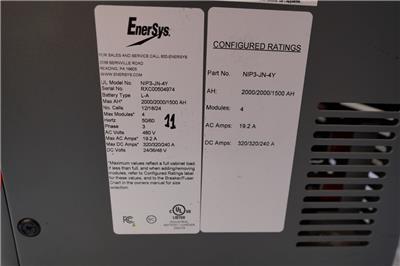 EnerSys
FOR SALES AND SERVICE CALL 800-ENERSYS
2366 BERNVILLE ROAD
READING, PA 19605
WWW.ENERSYS.COM
UL Model No. NIP3-JN-4Y
Serial No. RXC00504974
Battery Type L-A
Max AH* 2000/2000/1500 AH
No. Cells 12/18/24
Max Modules* 4
Hertz 50/60
Phase 3
AC Volts 480 V
Max AC Amps* 19.2 A
Max DC Amps* 320/320/240 A
DC Volts 24/36/48 V
11
*Maximum values reflect a full cabinet load
if less than full, and when adding/removing
modules, refer to Configured Ratings label
for these values, and to the Breaker/Fuser
Chart in the owners manual for size
selection.
CONFIGURED RATINGS
Part No: NIP3-JN-4Y
AH: 2000/2000/1500 AH
Modules: 4
AC Amps: 19.2 A
DC Amps: 320/320/240 A
FC
UL
LISTED